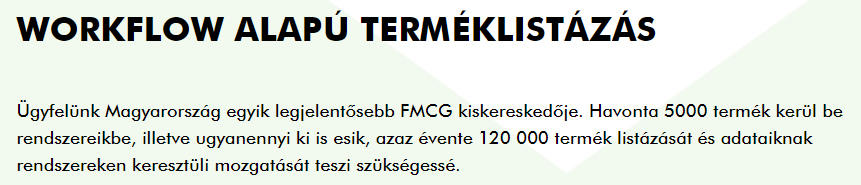 WORKFLOW ALAPÚ TERMÉKLISTÁZÁS
Ügyfelünk Magyarország egyik legjelentősebb FMCG kiskereskedője. Havonta 5000 termék kerül be
rendszereikbe, illetve ugyanennyi ki is esik, azaz évente 120 000 termék listázását és adataiknak
rendszereken keresztüli mozgatását teszi szükségessé.